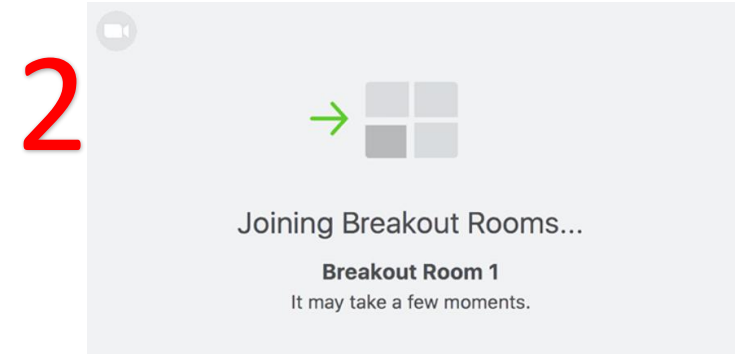 2
Joining Breakout Rooms...
Breakout Room 1
It may take a few moments.